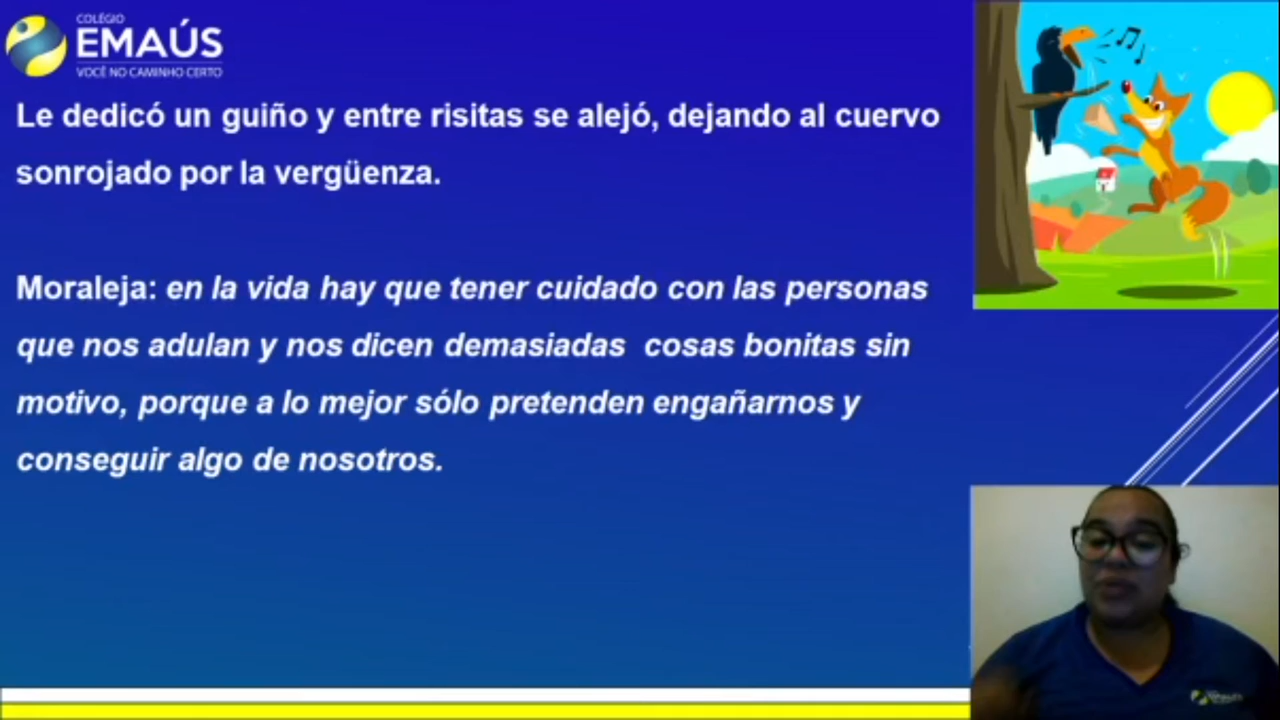 COLÉGIO
EMAÚS
VOCÊ NO CAMINHO CERTO
Le dedicó un guiño y entre risitas se alejó, dejando al cuervo
sonrojado por la vergüenza.
Moraleja: en la vida hay que tener cuidado con las personas
que nos adulan y nos dicen demasiadas cosas bonitas sin
motivo, porque a lo mejor sólo pretenden engañarnos y
conseguir algo de nosotros.
EMAÚS